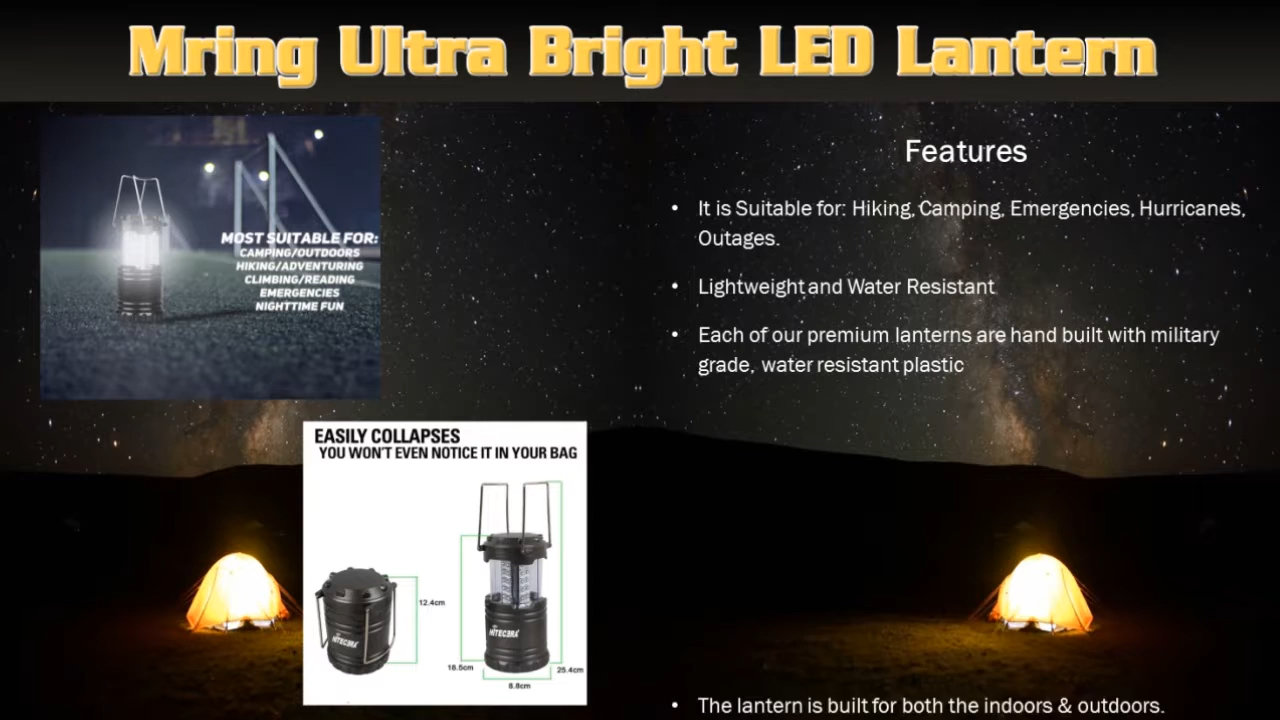 Mring Ultra Bright LED Lantern
MOST SUITABLE FOR:
CAMPING/OUTDOORS
HIKING/ADVENTURING
CLIMBING/READING
EMERGENCIES
NIGHTTIME FUN
EASILY COLLAPSES
YOU WON'T EVEN NOTICE IT IN YOUR BAG
12.4cm
HITECERA
HITECERA
18.5cm
25.4cm
8.8cm
Features
• It is Suitable for: Hiking, Camping, Emergencies, Hurricanes,
Outages.
• Lightweight and Water Resistant
• Each of our premium lanterns are hand built with military
grade, water resistant plastic
• The lantern is built for both the indoors & outdoors.